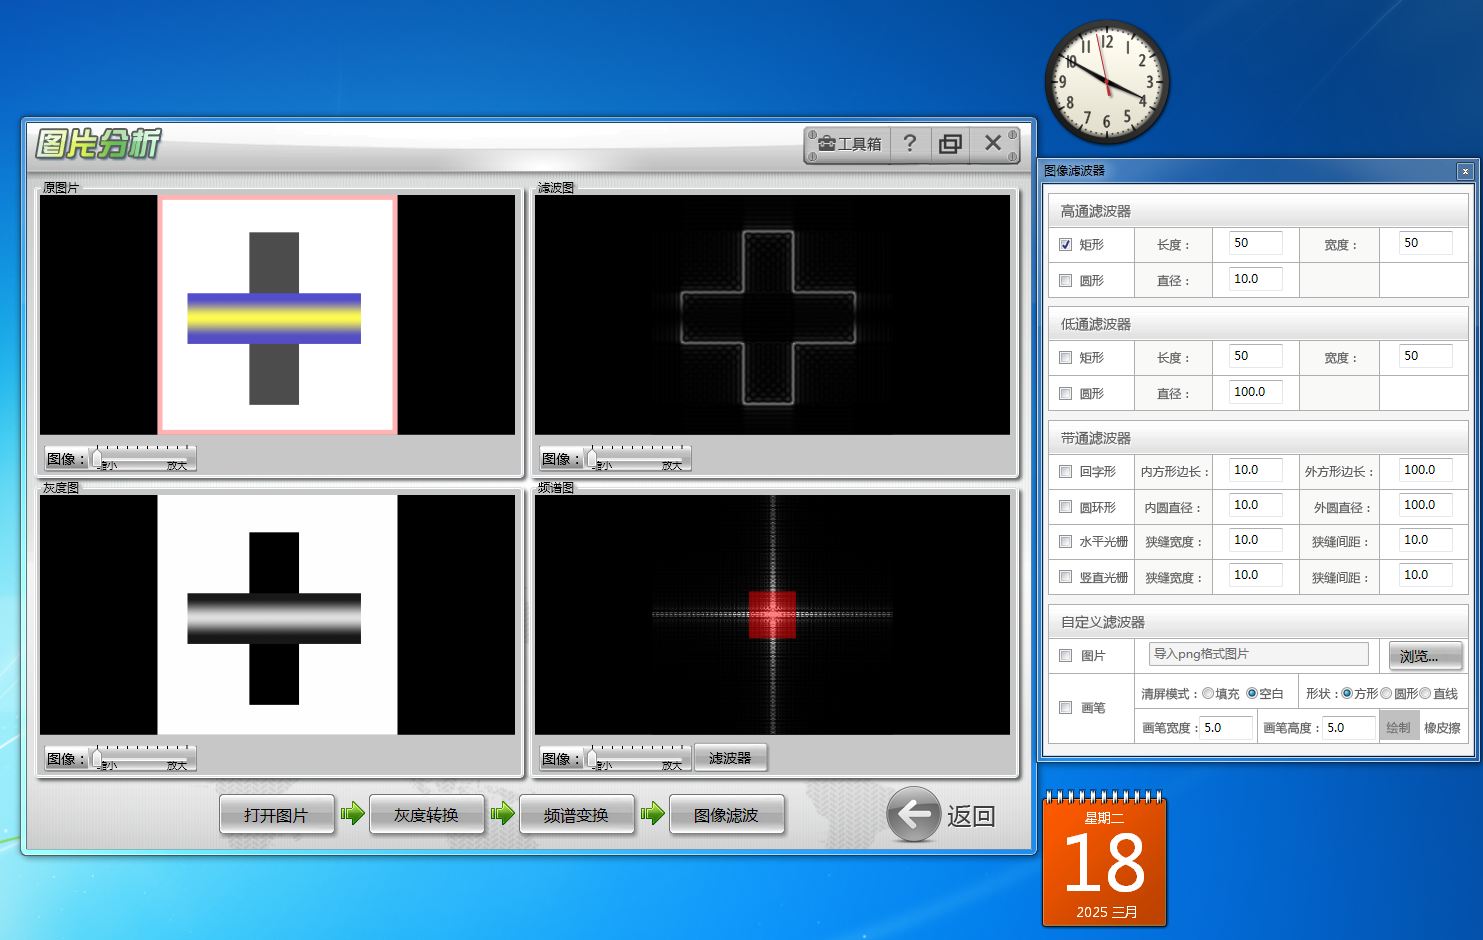 11 12 1
10 2
9 3
8 4
7 6 5
图片分析
工具箱 ?
原图片
滤波图
图像： 缩小 放大
图像： 缩小 放大
灰度图
频谱图
图像： 缩小 放大
图像： 缩小 放大 滤波器
打开图片 灰度转换 频谱变换 图像滤波 返回
图像滤波器
高通滤波器
矩形 长度： 50 宽度： 50
圆形 直径： 10.0
低通滤波器
矩形 长度： 50 宽度： 50
圆形 直径： 100.0
带通滤波器
回字形 内方形边长： 10.0 外方形边长： 100.0
圆环形 内圆直径： 10.0 外圆直径： 100.0
水平光栅 狭缝宽度： 10.0 狭缝间距： 10.0
竖直光栅 狭缝宽度： 10.0 狭缝间距： 10.0
自定义滤波器
图片 导入png格式图片 浏览...
画笔 清屏模式： 填充 空白 形状： 方形 圆形 直线
画笔宽度： 5.0 画笔高度： 5.0 绘制 橡皮擦
星期二
18
2025 三月